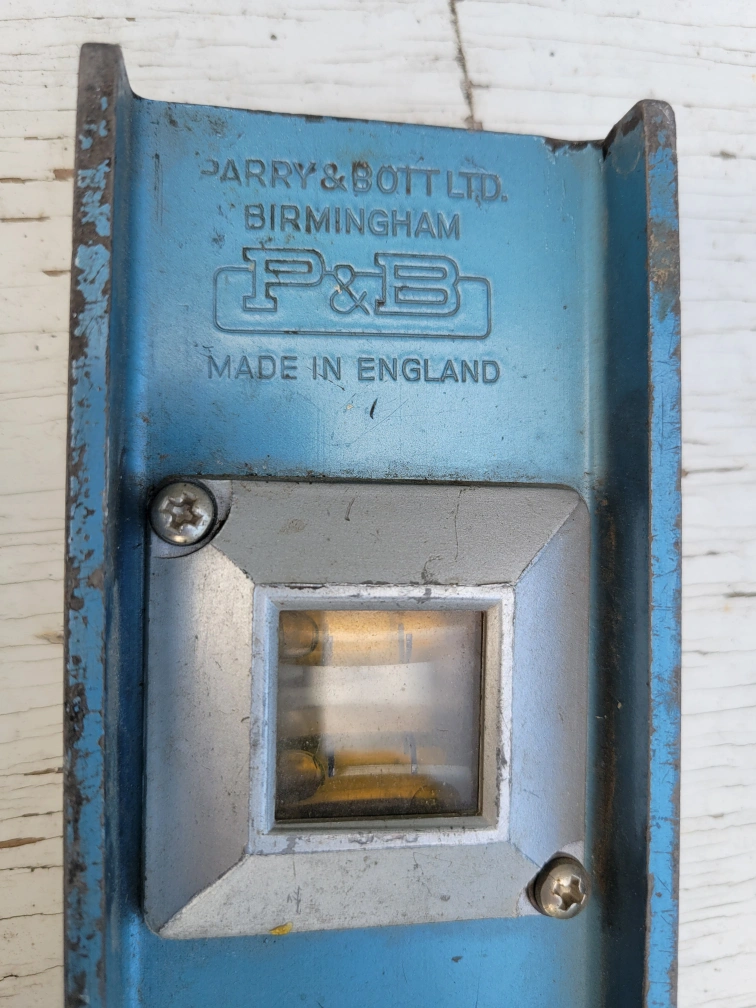 PARRY & BOTT LTD.
BIRMINGHAM
P&B
MADE IN ENGLAND